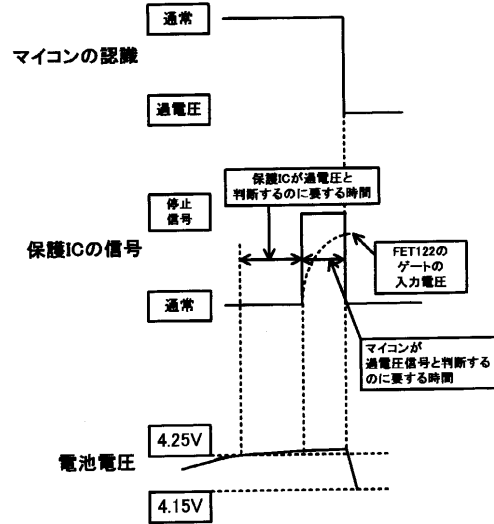 通常
マイコンの認識
過電圧
保護ICが過電圧と
判断するのに要する時間
停止
信号
保護ICの信号
FET122の
ゲートの
入力電圧
通常
マイコンが
過電圧信号と判断する
のに要する時間
4.25V
電池電圧
4.15V